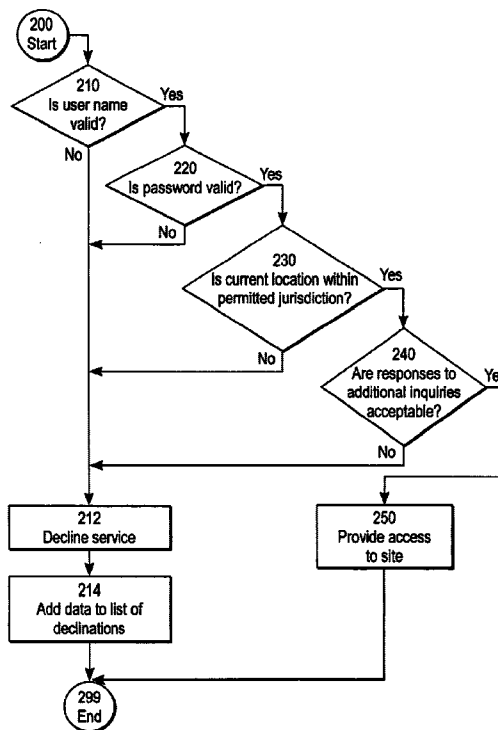 200
Start
210
Is user name
valid?
Yes
No
220
Is password valid?
Yes
No
230
Is current location within
permitted jurisdiction?
Yes
No
240
Are responses to
additional inquiries
acceptable?
No
212
Decline service
250
Provide access
to site
214
Add data to list of
declinations
299
End